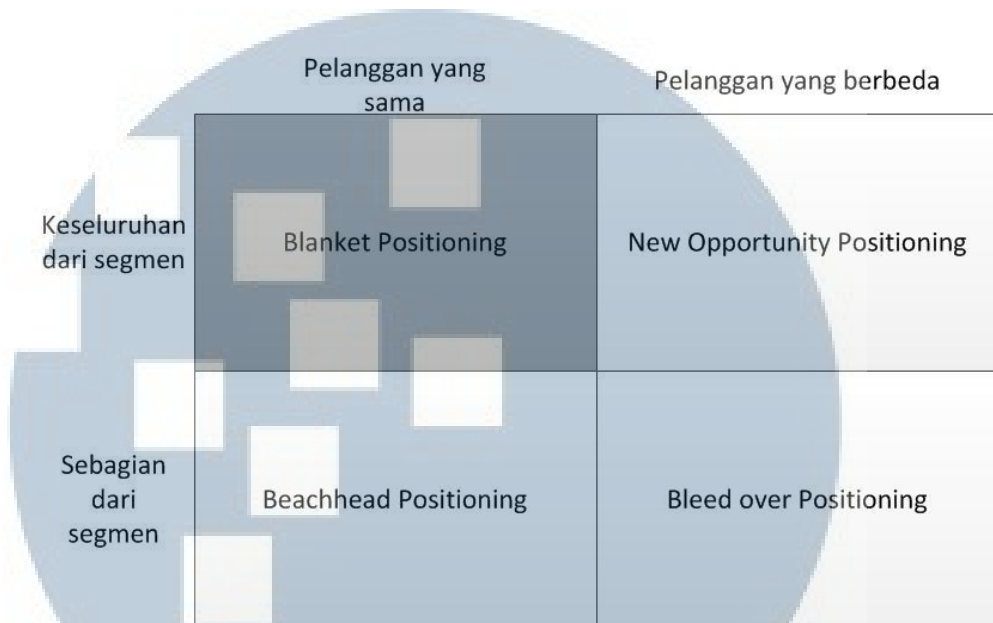 Pelanggan yang
sama
Pelanggan yang berbeda
Keseluruhan
dari segmen
Blanket Positioning
New Opportunity Positioning
Sebagian
dari
segmen
Beachhead Positioning
Bleed over Positioning